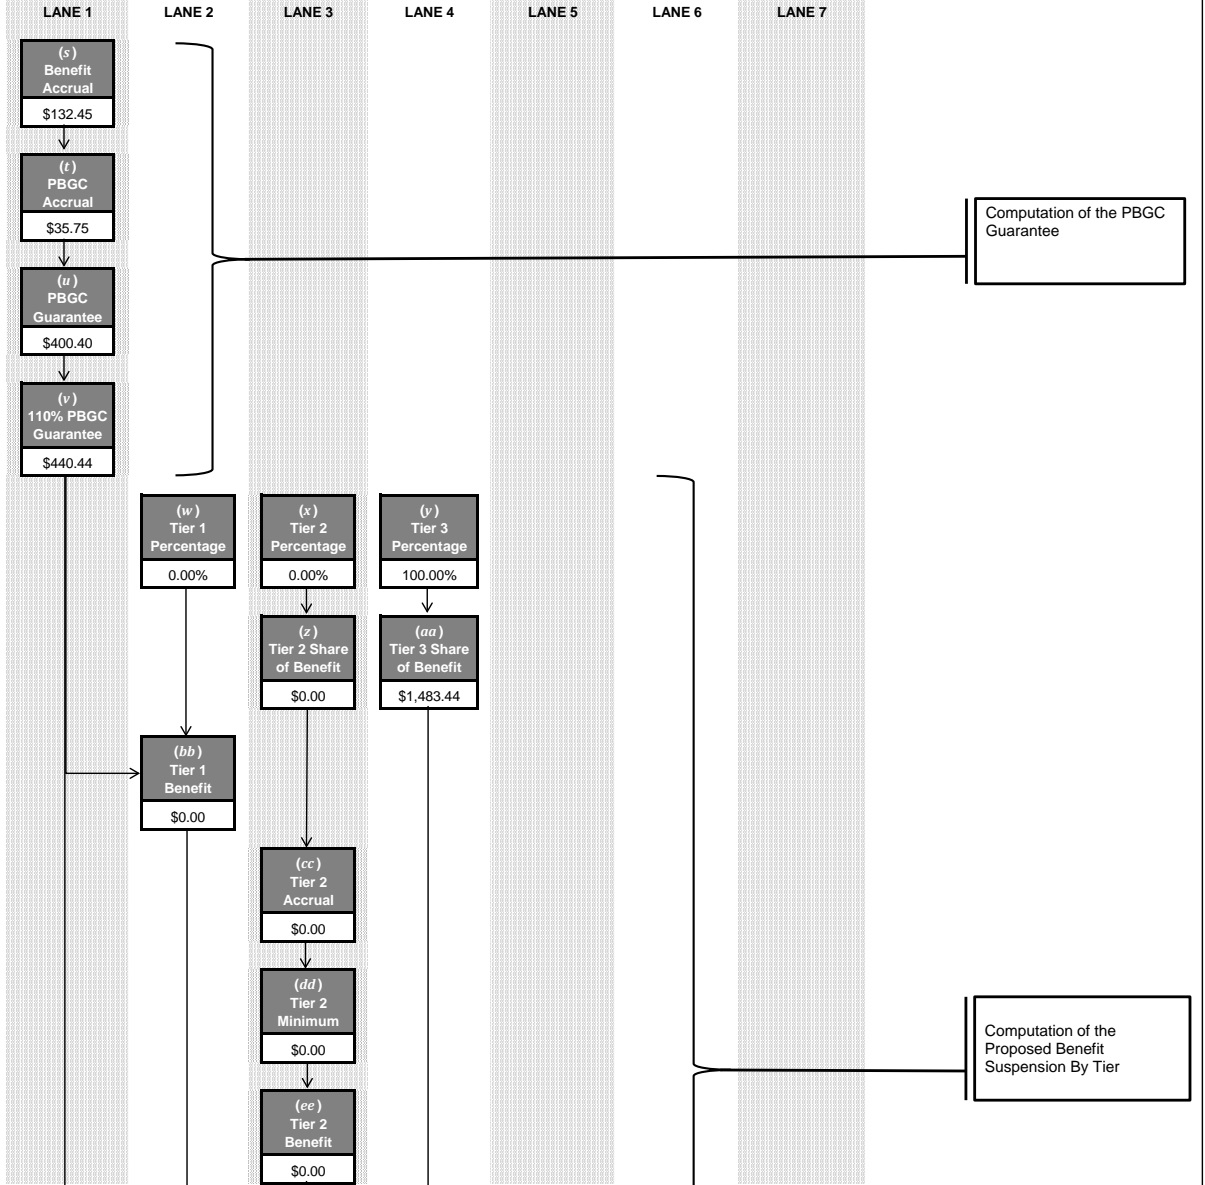 LANE 1 LANE 2 LANE 3 LANE 4 LANE 5 LANE 6 LANE 7
(s)
Benefit
Accrual
$132.45
(t)
PBGC
Accrual
$35.75
(u)
PBGC
Guarantee
$400.40
(v)
110% PBGC
Guarantee
$440.44
Computation of the PBGC
Guarantee
(w)
Tier 1
Percentage
0.00%
(x)
Tier 2
Percentage
0.00%
(y)
Tier 3
Percentage
100.00%
(z)
Tier 2 Share
of Benefit
$0.00
(aa)
Tier 3 Share
of Benefit
$1,483.44
(bb)
Tier 1
Benefit
$0.00
(cc)
Tier 2
Accrual
$0.00
(dd)
Tier 2
Minimum
$0.00
(ee)
Tier 2
Benefit
$0.00
Computation of the
Proposed Benefit
Suspension By Tier